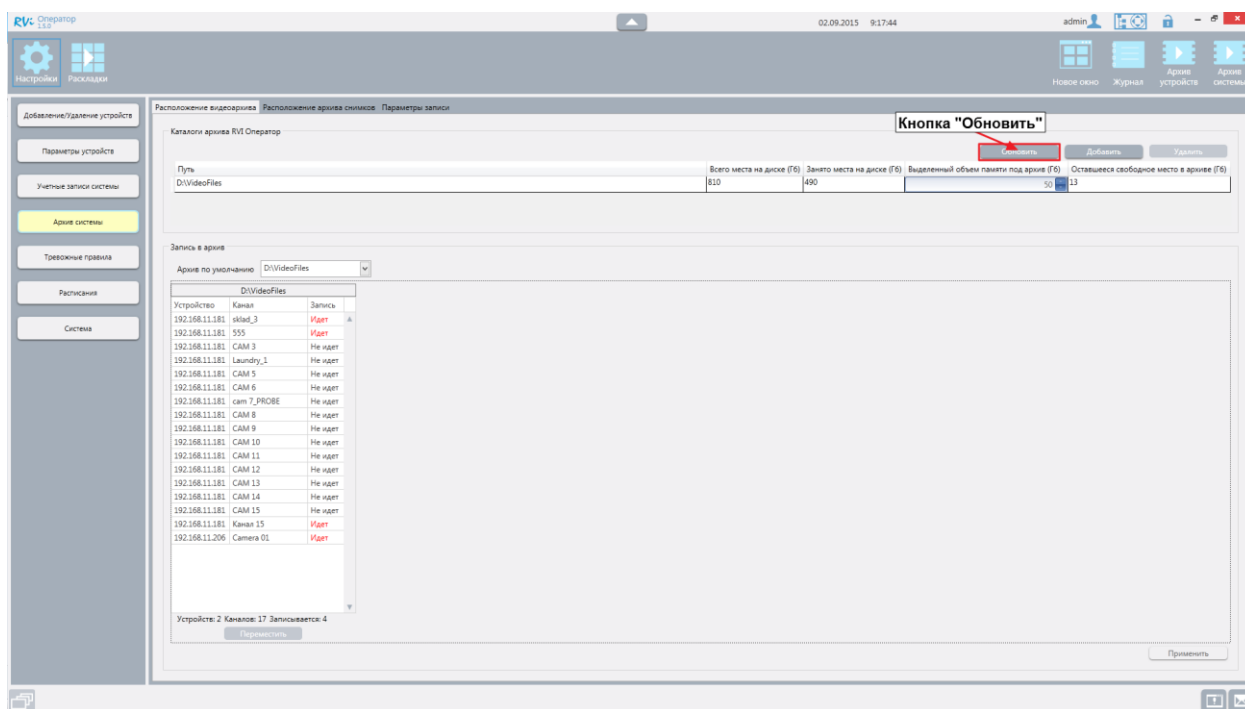 RVi Оператор
1.5.0
02.09.2015 9:17:44
admin
Настройки
Раскладки
Новое окно
Журнал
Архив устройств
Архив системы
Добавление/Удаление устройств
Параметры устройств
Учетные записи системы
Архив системы
Тревожные правила
Расписания
Система
Расположение видеоархива Расположение архива снимков Параметры записи
Каталоги архива RVI Оператор
Кнопка "Обновить"
Обновить Добавить Удалить
Путь Всего места на диске (Гб) Занято места на диске (Гб) Выделенный объем памяти под архив (Гб) Оставшееся свободное место в архиве (Гб)
D:\VideoFiles 810 490 50 13
Запись в архив
Архив по умолчанию D:\VideoFiles
D:\VideoFiles
Устройство Канал Запись
192.168.11.181 sklad_3 Идет
192.168.11.181 555 Идет
192.168.11.181 CAM 3 Не идет
192.168.11.181 Laundry_1 Не идет
192.168.11.181 CAM 5 Не идет
192.168.11.181 CAM 6 Не идет
192.168.11.181 cam 7_PROBE Не идет
192.168.11.181 CAM 8 Не идет
192.168.11.181 CAM 9 Не идет
192.168.11.181 CAM 10 Не идет
192.168.11.181 CAM 11 Не идет
192.168.11.181 CAM 12 Не идет
192.168.11.181 CAM 13 Не идет
192.168.11.181 CAM 14 Не идет
192.168.11.181 CAM 15 Не идет
192.168.11.181 Канал 15 Идет
192.168.11.206 Camera 01 Идет
Устройств: 2 Каналов: 17 Записывается: 4
Переместить
Применить